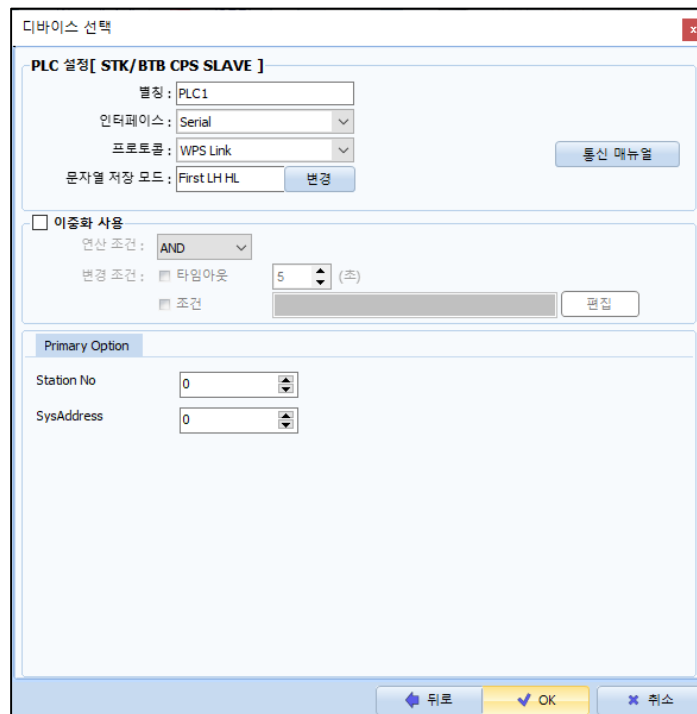 디바이스 선택
x
PLC 설정[ STK/BTB CPS SLAVE ]
별칭 : PLC1
인터페이스 : Serial
프로토콜 : WPS Link
통신 매뉴얼
문자열 저장 모드 : First LH HL 변경
이중화 사용
연산 조건 : AND
변경 조건 : 타임아웃 5 (초)
조건 편집
Primary Option
Station No 0
SysAddress 0
뒤로 OK 취소